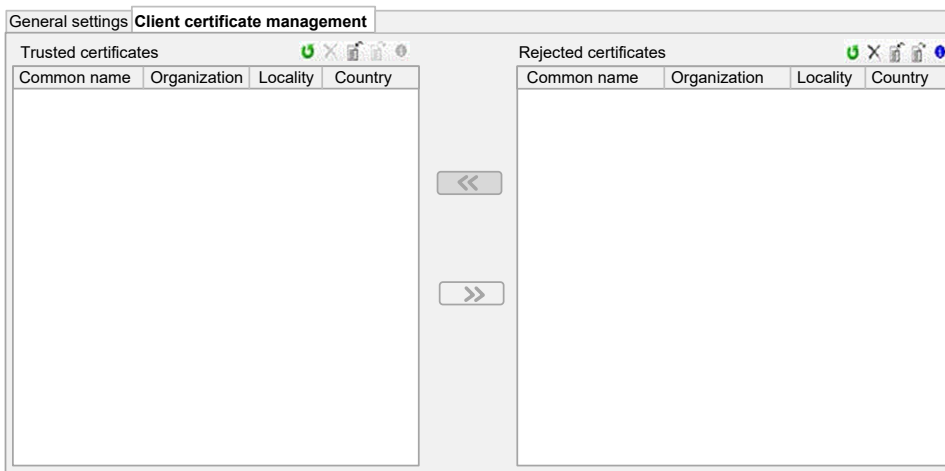 General settings Client certificate management
Trusted certificates Rejected certificates
Common name Organization Locality Country Common name Organization Locality Country
<<
>>